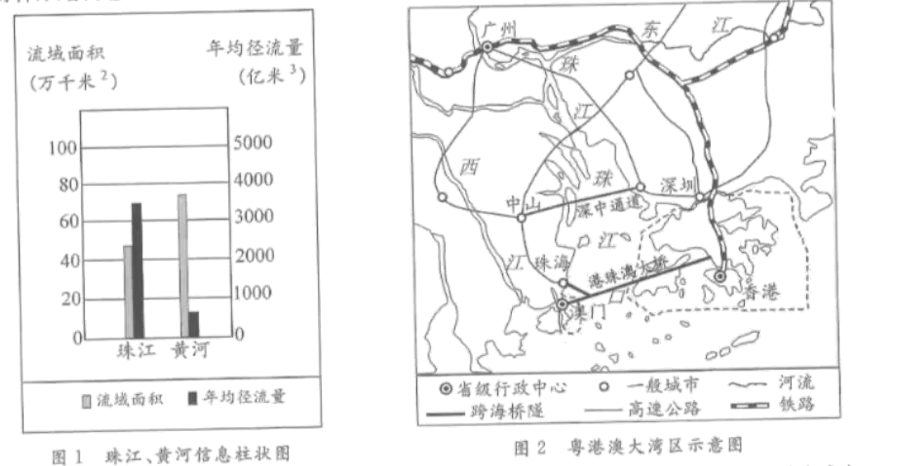 流域面积
(万千米²)
年均径流量
(亿米³)
100
80
60
40
20
0
5000
4000
3000
2000
1000
0
珠江 黄河
流域面积 年均径流量
图1 珠江、黄河信息柱状图
广州
东 江
珠
江
西
珠
深圳
中山
深中通道
江
江
珠海
港珠澳大桥
香港
澳门
口
省级行政中心 一般城市 河流
跨海桥隧 高速公路 铁路
图2 粤港澳大湾区示意图